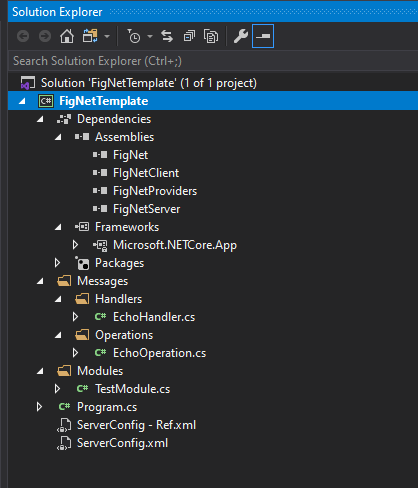 Solution Explorer
Search Solution Explorer (Ctrl+;)
Solution 'FigNetTemplate' (1 of 1 project)
C# FigNetTemplate
Dependencies
Assemblies
FigNet
FIgNetClient
FigNetProviders
FIgNetServer
Frameworks
Microsoft.NETCore.App
Packages
Messages
Handlers
C# EchoHandler.cs
Operations
C# EchoOperation.cs
Modules
C# TestModule.cs
C# Program.cs
ServerConfig - Ref.xml
ServerConfig.xml